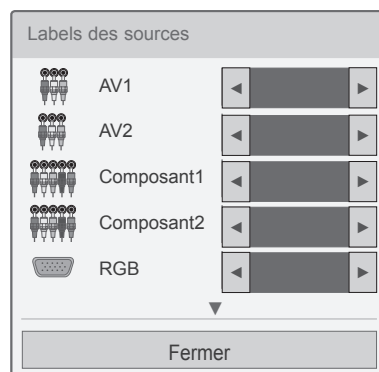 Labels des sources
AV1
AV2
Composant1
Composant2
RGB
Fermer